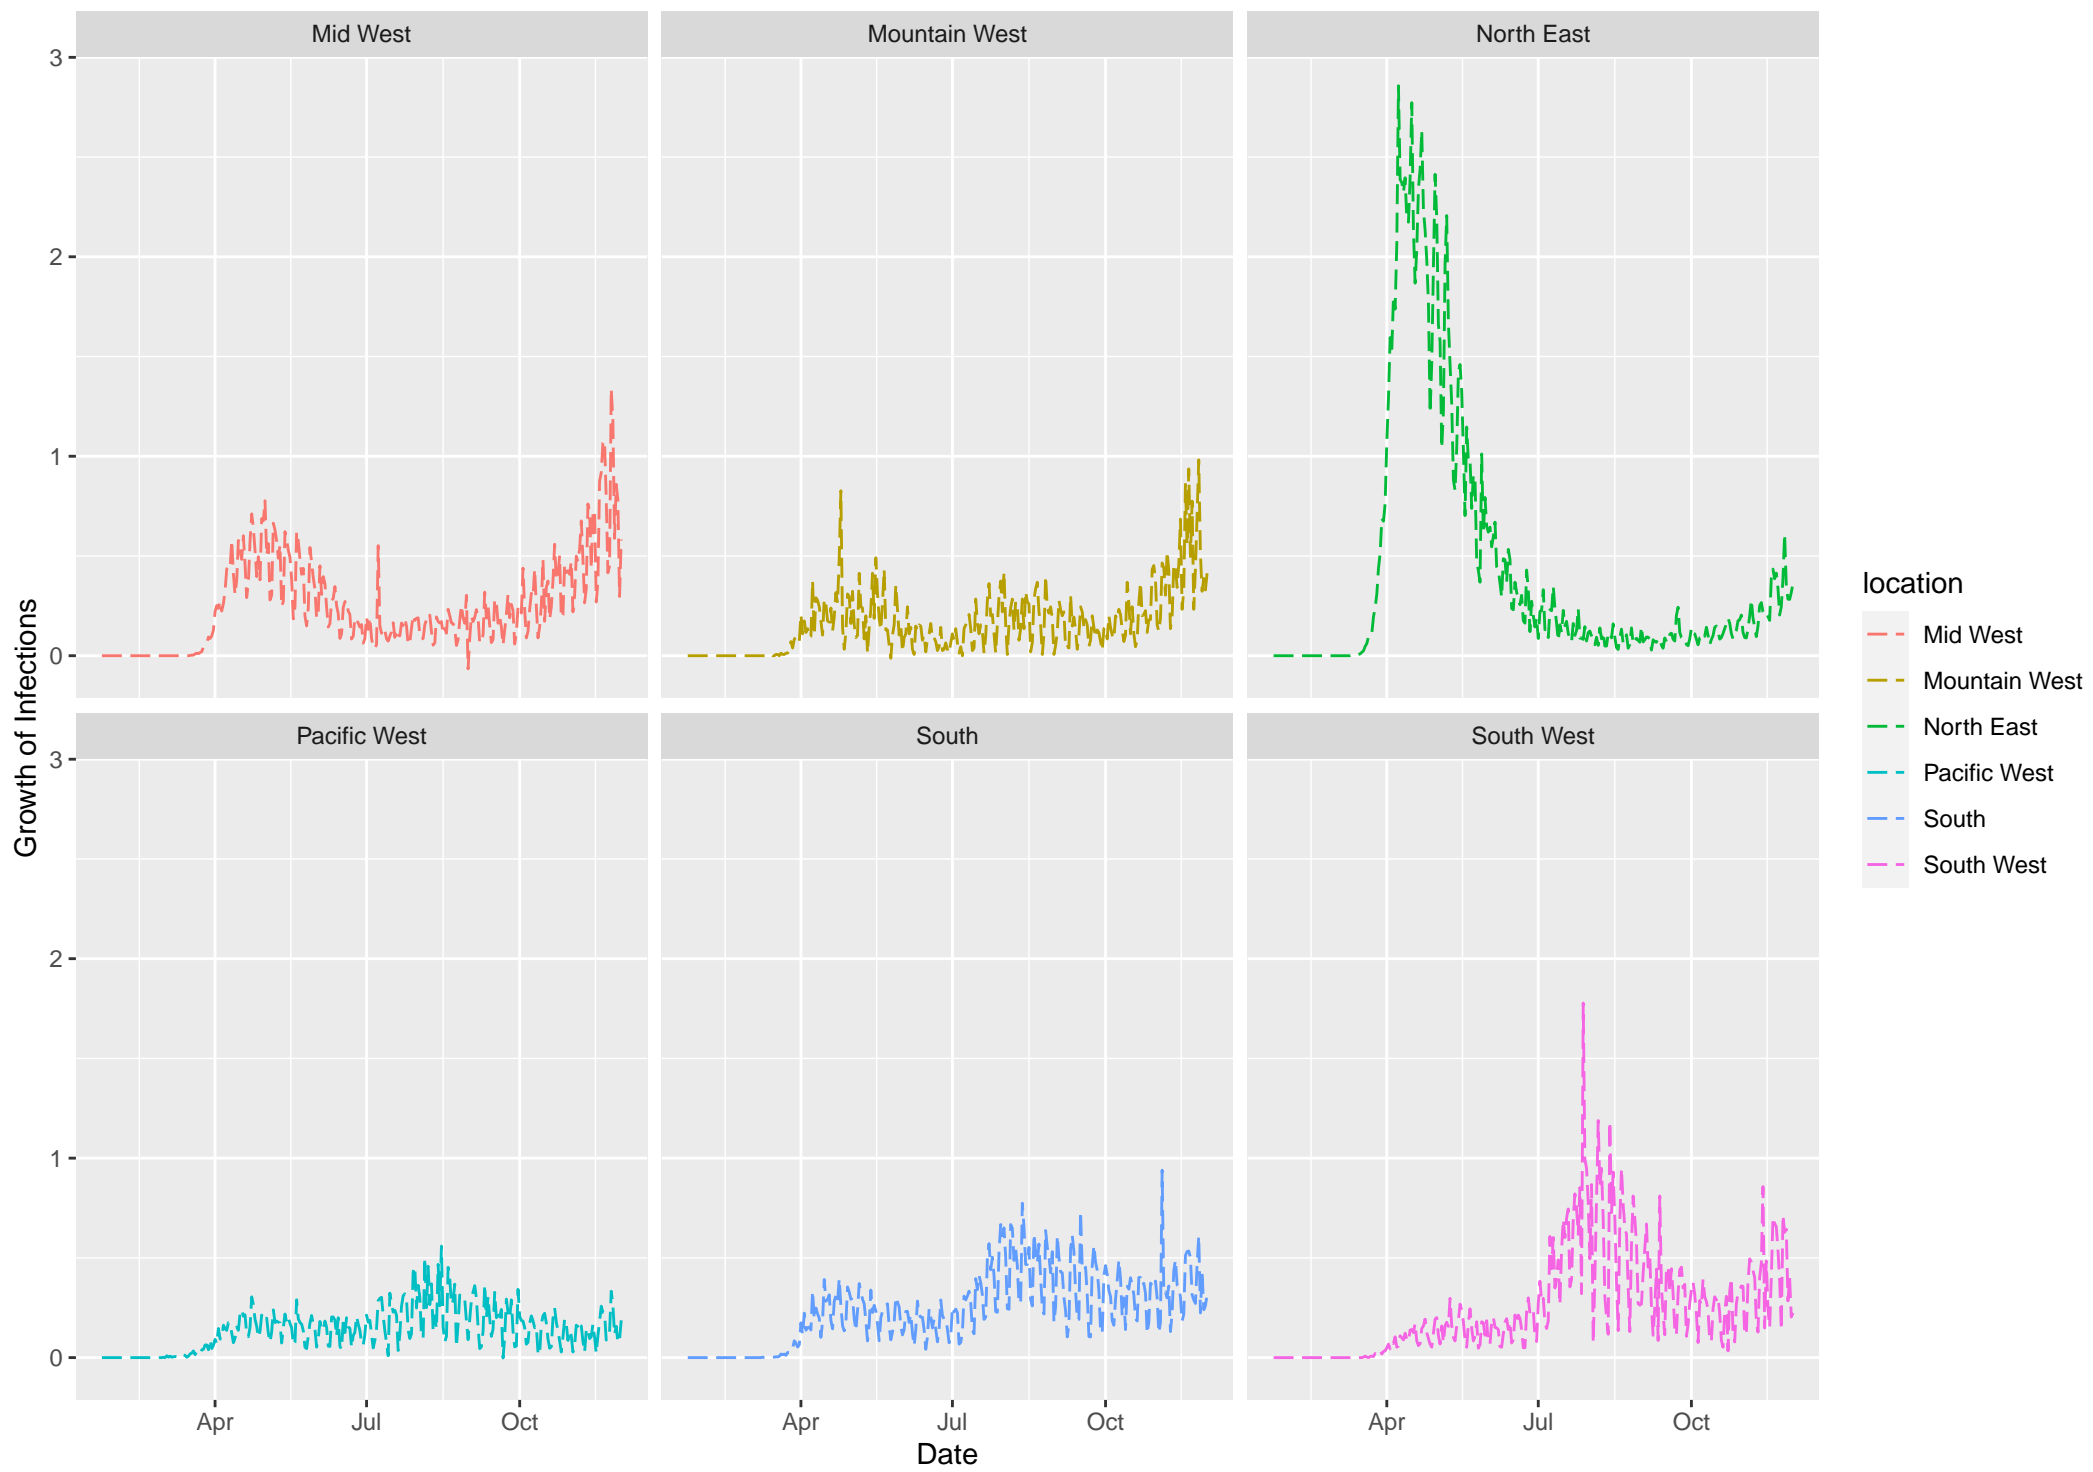 Mid West
Mountain West
North East
3
2
1
0
Pacific West
South
South West
3
2
1
0
Apr
Jul
Oct
Apr
Jul
Oct
Apr
Jul
Oct
Date
Growth of Infections
location
Mid West
Mountain West
North East
Pacific West
South
South West